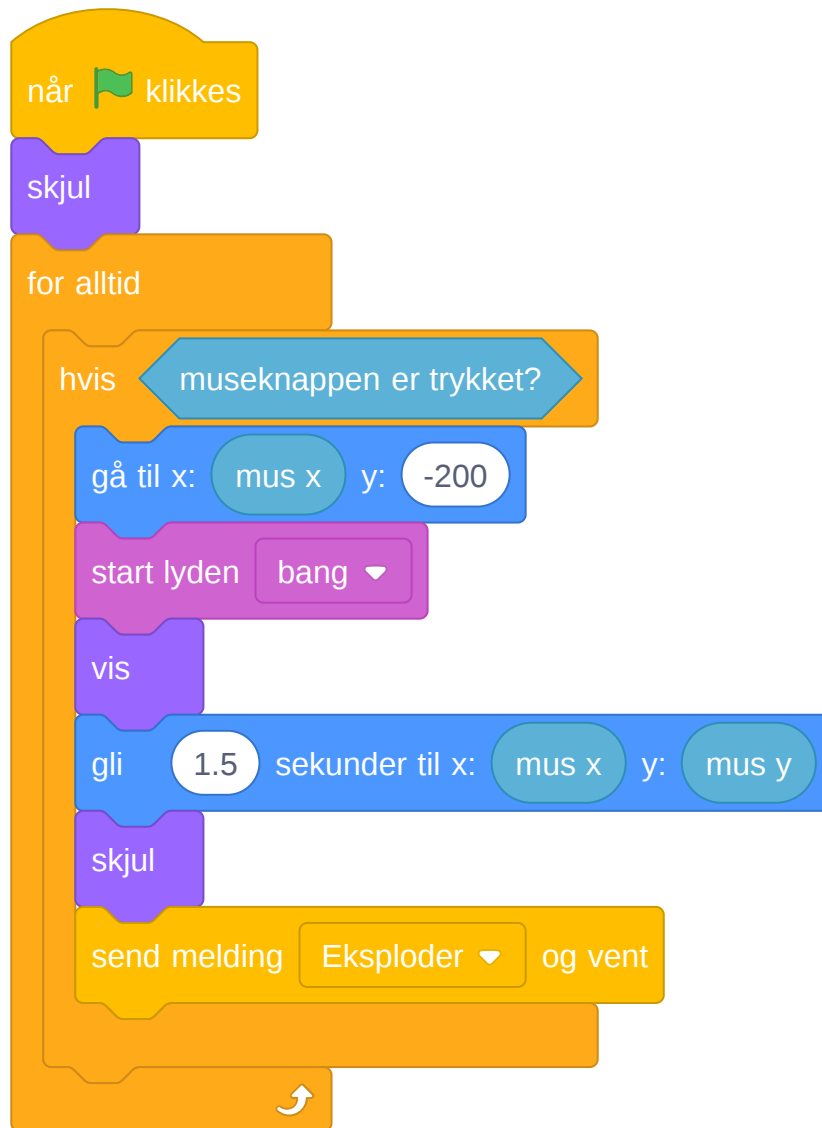 når klikkes
skjul
for alltid
hvis museknappen er trykket?
gå til x: mus x y: -200
start lyden bang
vis
gli 1.5 sekunder til x: mus x y: mus y
skjul
send melding Eksploder og vent